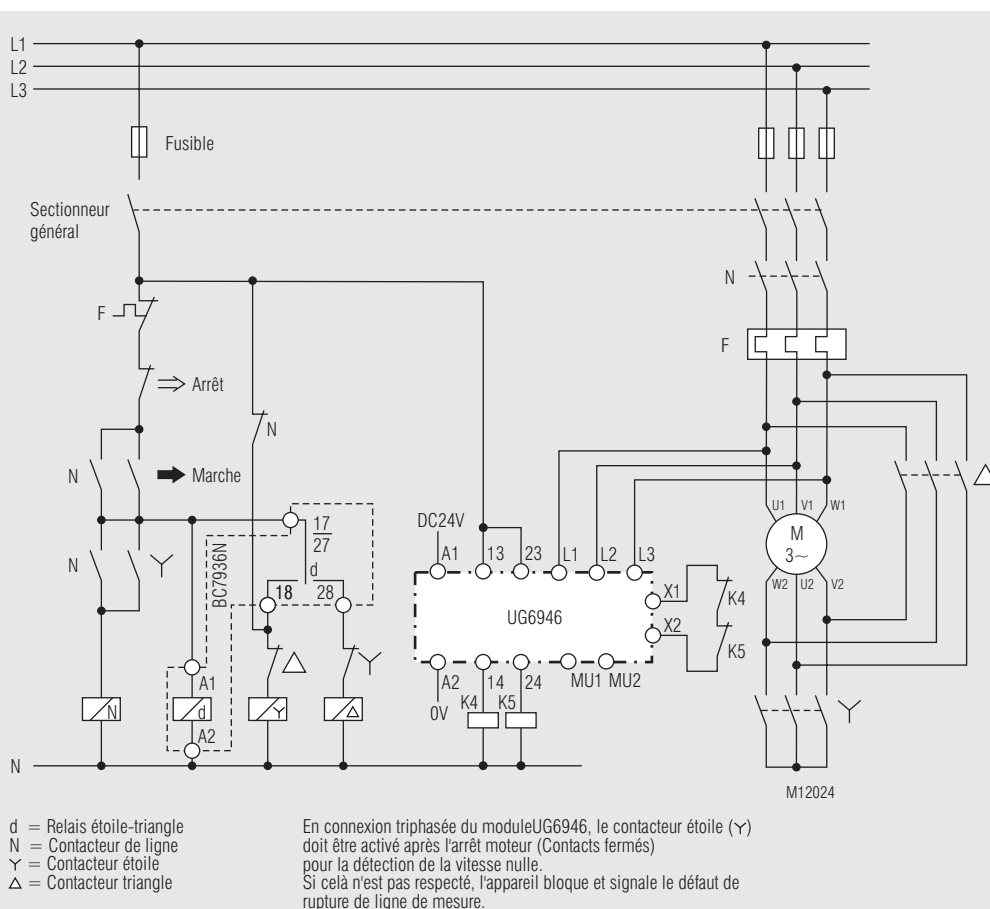 L1
L2
L3
Fusible
Sectionneur
général
N
F
F
Arrêt
N
N
Marche
U1 V1 W1
17
27
DC24V
M
3~
A1 13 23 L1 L2 L3
BC7936N
N
d
18 28
W2 U2 V2
X1
K4
UG6946
X2
K5
A1
A2 14 24 MU1 MU2
N d Y Δ
K4 K5
0V
A2
N
M12024
d = Relais étoile-triangle
N = Contacteur de ligne
Y = Contacteur étoile
Δ = Contacteur triangle
En connexion triphasée du moduleUG6946, le contacteur étoile (Y)
doit être activé après l'arrêt moteur (Contacts fermés)
pour la détection de la vitesse nulle.
Si celà n'est pas respecté, l'appareil bloque et signale le défaut de
rupture de ligne de mesure.